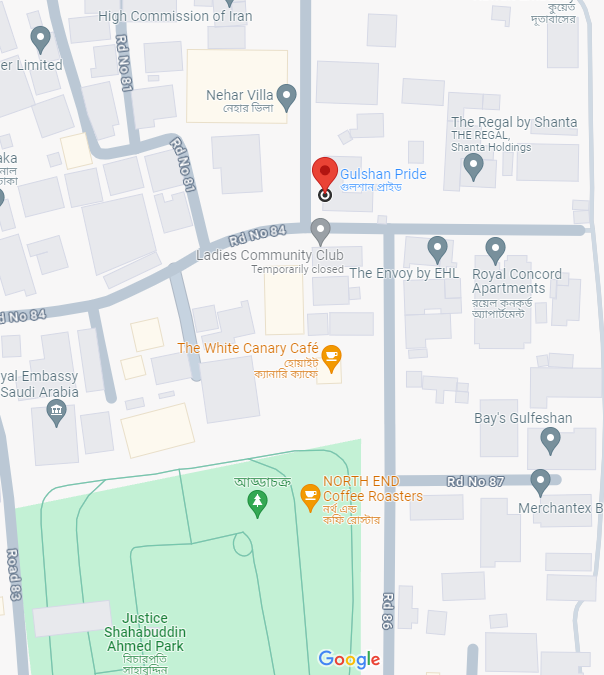 High Commission of Iran
কুয়েত
দূতাবাসের
Rd No 81
er Limited
Nehar Villa
নেহার ভিলা
The Regal by Shanta
THE REGAL,
Shanta Holdings
aka
নাল
ঢাকা
Rd No 81
Gulshan Pride
গুলশান প্রাইড
Rd No 84
Ladies Community Club
Temporarily closed
The Envoy by EHL
Royal Concord
Apartments
রয়েল কনকর্ড
অ্যাপার্টমেন্ট
d No 84
The White Canary Café
হোয়াইট
ক্যানারি ক্যাফে
yal Embassy
Saudi Arabia
Bay's Gulfeshan
আড্ডাচক্র
NORTH END
Coffee Roasters
নর্থ এন্ড
কফি রোস্টার
Rd No 87
Merchantex B
Road 83
Rd 86
Justice
Shahabuddin
Ahmed Park
বিচারপতি
সাহাবুদ্দিন
Google